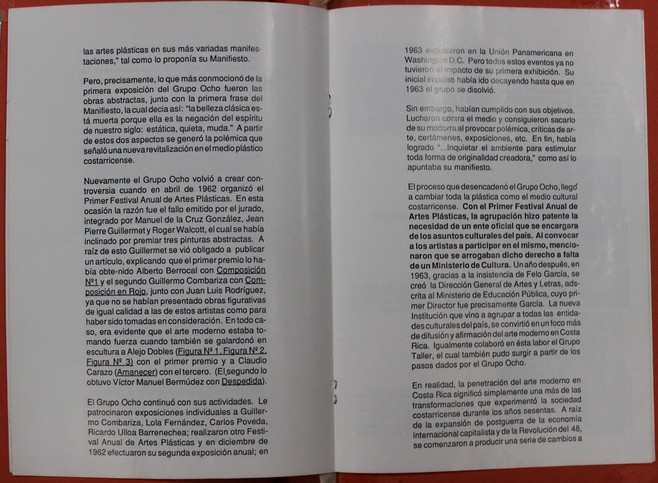 las artes plásticas en sus más variadas manifes-
taciones," tal como lo proponía su Manifiesto.
Pero, precisamente, lo que más conmocionó de la
primera exposición del Grupo Ocho fueron las
obras abstractas, junto con la primera frase del
Manifiesto, la cual decía así: "la belleza clásica es-
tá muerta porque ella es la negación del espíritu
de nuestro siglo: estática, quieta, muda." A partir
de estos dos aspectos se generó la polémica que
señaló una nueva revitalización en el medio plástico
costarricense.
Nuevamente el Grupo Ocho volvió a crear con-
troversia cuando en abril de 1962 organizó el
Primer Festival Anual de Artes Plásticas. En esta
ocasión la razón fue el fallo emitido por el jurado,
integrado por Manuel de la Cruz González, Jean
Pierre Guillermet y Roger Walcott, el cual se había
inclinado por premiar tres pinturas abstractas. A
raíz de esto Guillermet se vió obligado a publicar
un artículo, explicando que el primer premio lo ha-
bía obte-nido Alberto Berrocal con Composición
Nº1 y el segundo Guillermo Combariza con Com-
posición en Rojo, junto con Juan Luis Rodríguez,
ya que no se habían presentado obras figurativas
de igual calidad a las de estos artistas como para
haber sido tomadas en consideración. En todo ca-
so, era evidente que el arte moderno estaba to-
mando fuerza también cuando se galardonó en
escultura a Alejo Dobles (Figura Nº 1, Figura Nº 2,
Figura Nº 3) con el primer premio y a Claudio
Carazo (Amanecer) con el tercero. (El segundo lo
obtuvo Víctor Manuel Bermúdez con Despedida).
El Grupo Ocho continuó con sus actividades. Le
patrocinaron exposiciones individuales a Guiller-
mo Combariza, Lola Fernández, Carlos Poveda,
Ricardo Ulloa Barrenechea; realizaron otro Festi-
val Anual de Artes Plásticas y en diciembre de
1962 efectuaron su segunda exposición anual; en
1963 expusieron en la Unión Panamericana en
Washington D.C. Pero todos estos eventos ya no
tuvieron el impacto de su primera exhibición. Su
inicial impulso había ido decayendo hasta que en
1963 el grupo se disolvió.
Sin embargo, habían cumplido con sus objetivos.
Lucharon contra el medio y consiguieron sacarlo
de su modorra al provocar polémica, críticas de ar-
te, certámenes, exposiciones, etc. En fin, había
logrado "...Inquietar el ambiente para estimular
toda forma de originalidad creadora," como así lo
apuntaba su manifiesto.
El proceso que desencadenó el Grupo Ocho, llegó
a cambiar toda la plástica como el medio cultural
costarricense. Con el Primer Festival Anual de
Artes Plásticas, la agrupación hizo patente la
necesidad de un ente oficial que se encargara
de los asuntos culturales del país. Al convocar
a los artistas a participar en el mismo, mencio-
naron que se arrogaban dicho derecho a falta
de un Ministerio de Cultura. Un año después, en
1963, gracias a la insistencia de Felo García, se
creó la Dirección General de Artes y Letras, ads-
crita al Ministerio de Educación Pública, cuyo pri-
mer Director fue precisamente García. La nueva
Institución que vino a agrupar a todas las entida-
des culturales del país, se convirtió en un foco más
de difusión y afirmación del arte moderno en Costa
Rica. Igualmente colaboró en ésta labor el Grupo
Taller, el cual también pudo surgir a partir de los
pasos dados por el Grupo Ocho.
En realidad, la penetración del arte moderno en
Costa Rica significó simplemente una más de las
transformaciones que experimentó la sociedad
costarricense durante los años sesentas. A raíz
de la expansión de postguerra de la economía
internacional capitalista y de la Revolución del 48,
se comenzaron a producir una serie de cambios a